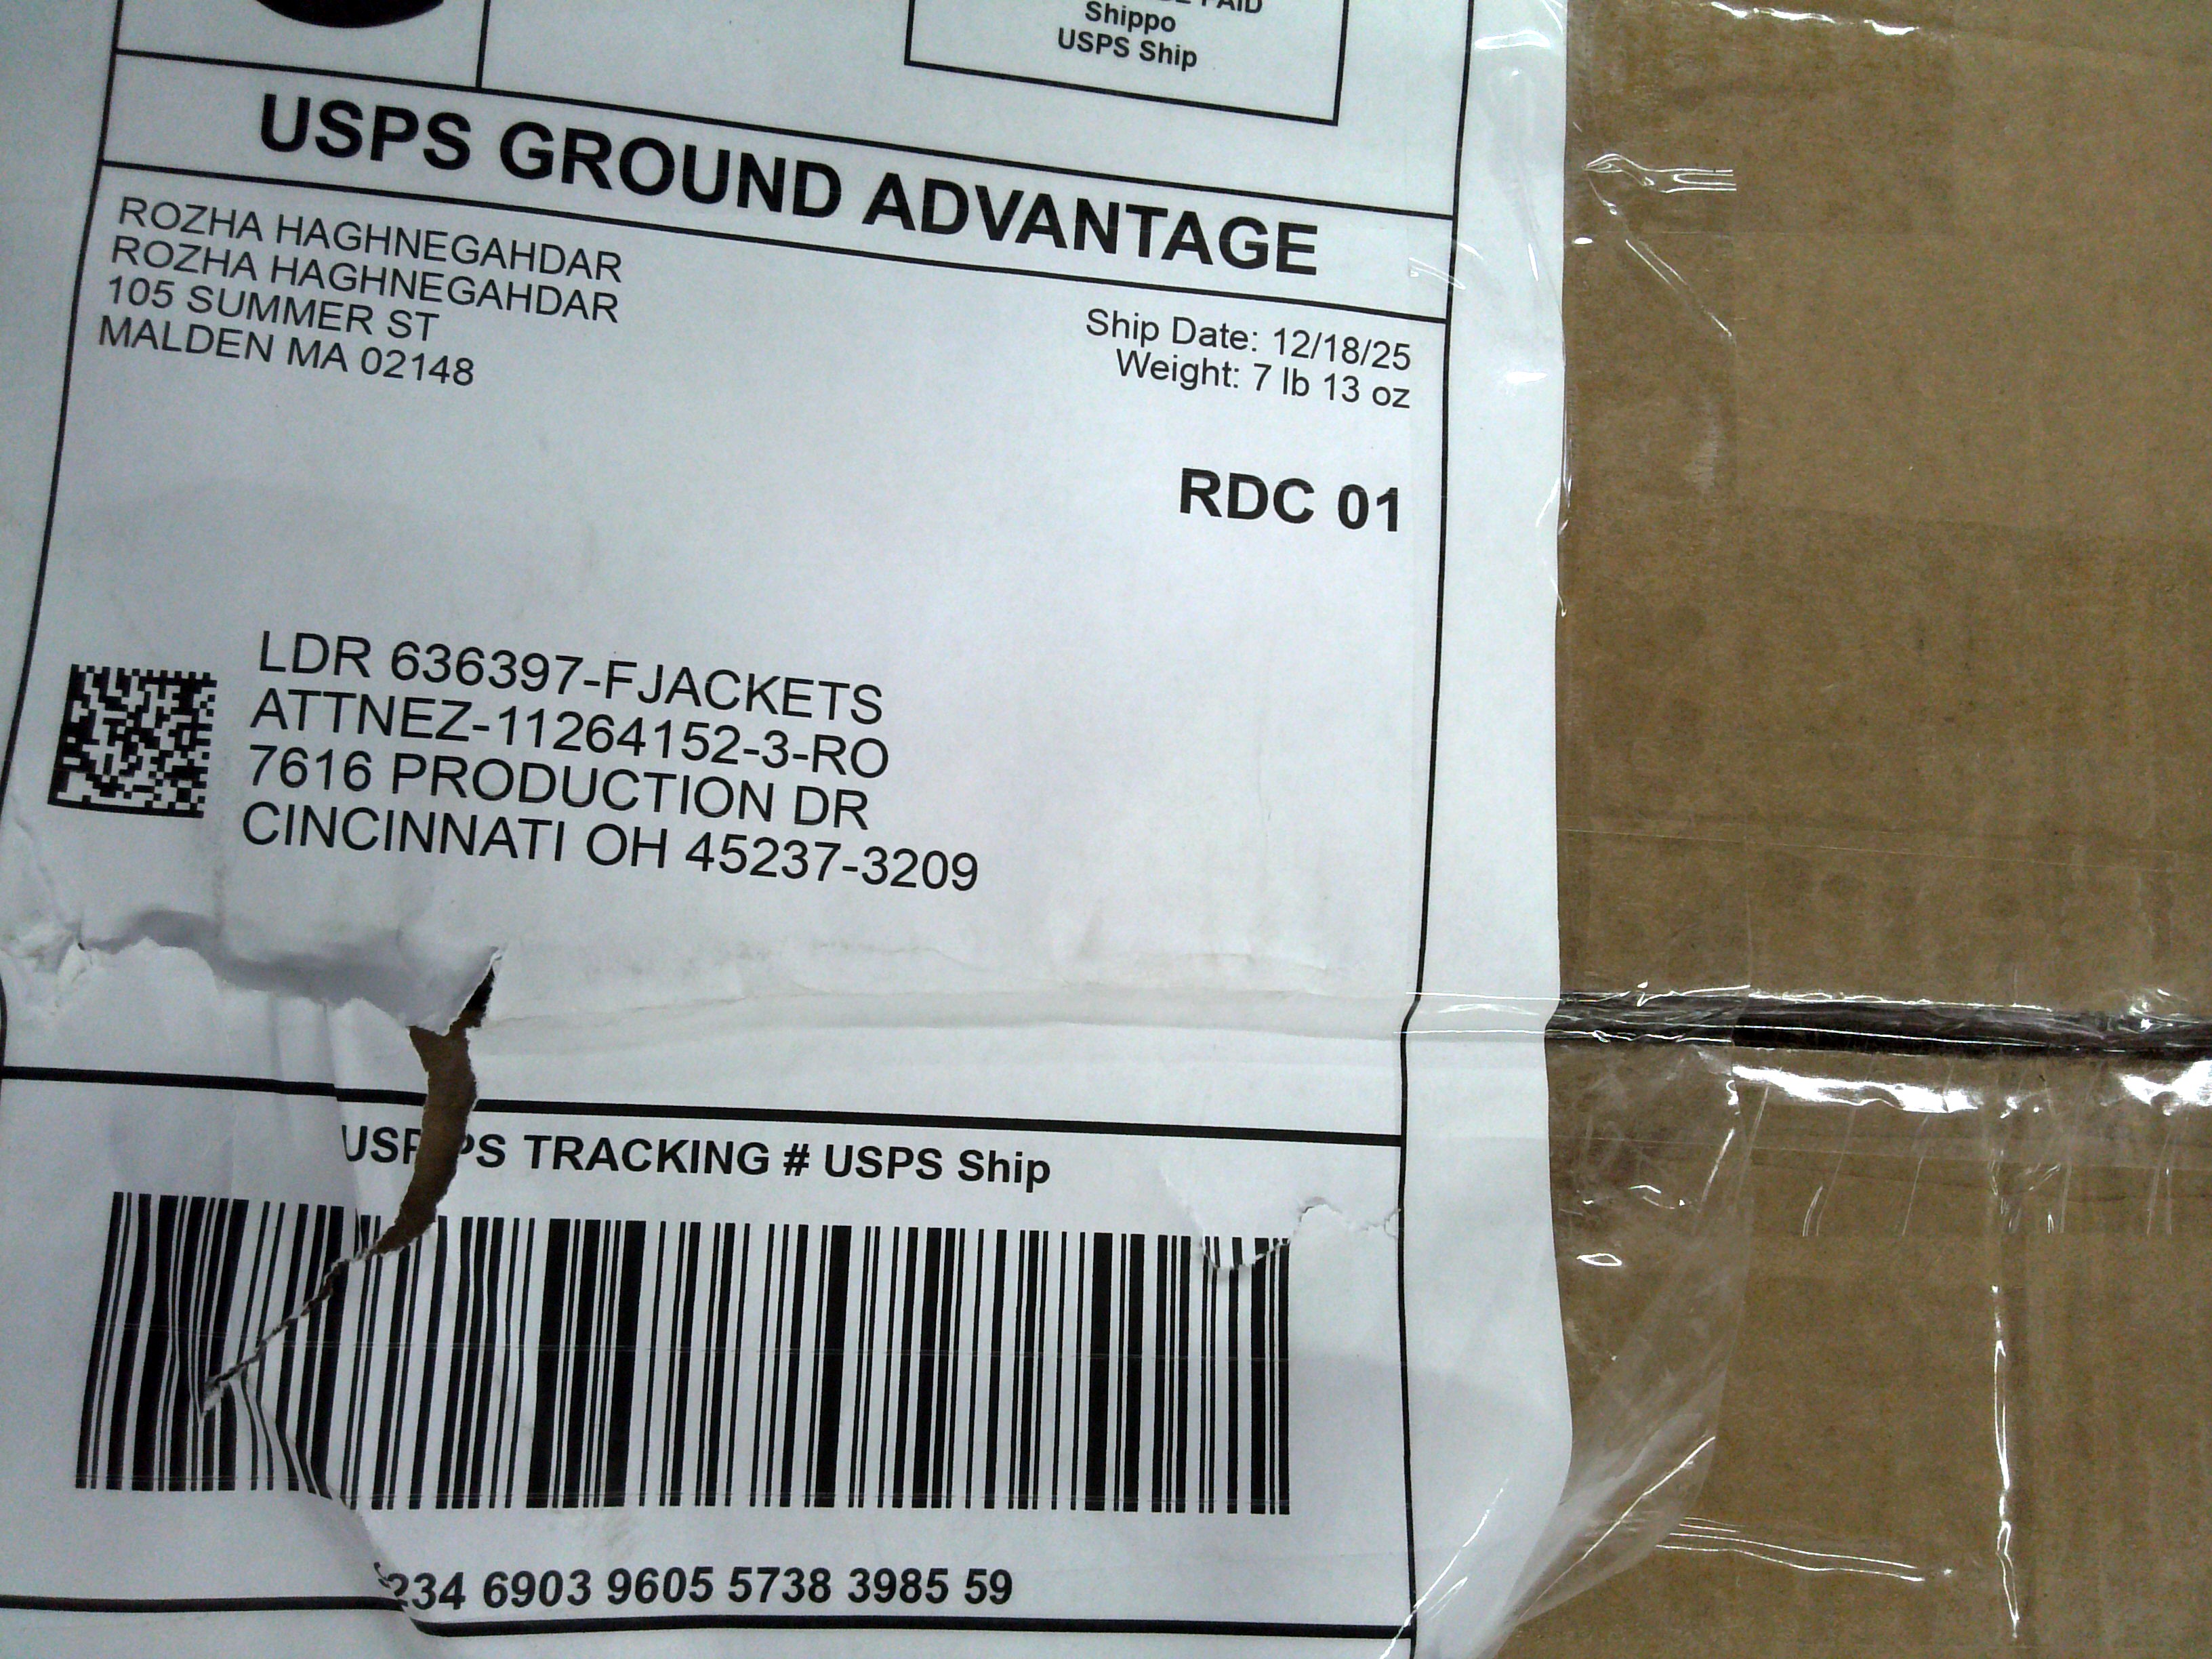 Shippo
USPS Ship
USPS GROUND ADVANTAGE
ROZHA HAGHNEGAHDAR
ROZHA HAGHNEGAHDAR
105 SUMMER ST
MALDEN MA 02148
Ship Date: 12/18/25
Weight: 7 lb 13 oz
RDC 01
LDR 636397-FJACKETS
ATTNEZ-11264152-3-RO
7616 PRODUCTION DR
CINCINNATI OH 45237-3209
TRACKING # USPS Ship
234 6903 9605 5738 3985 59